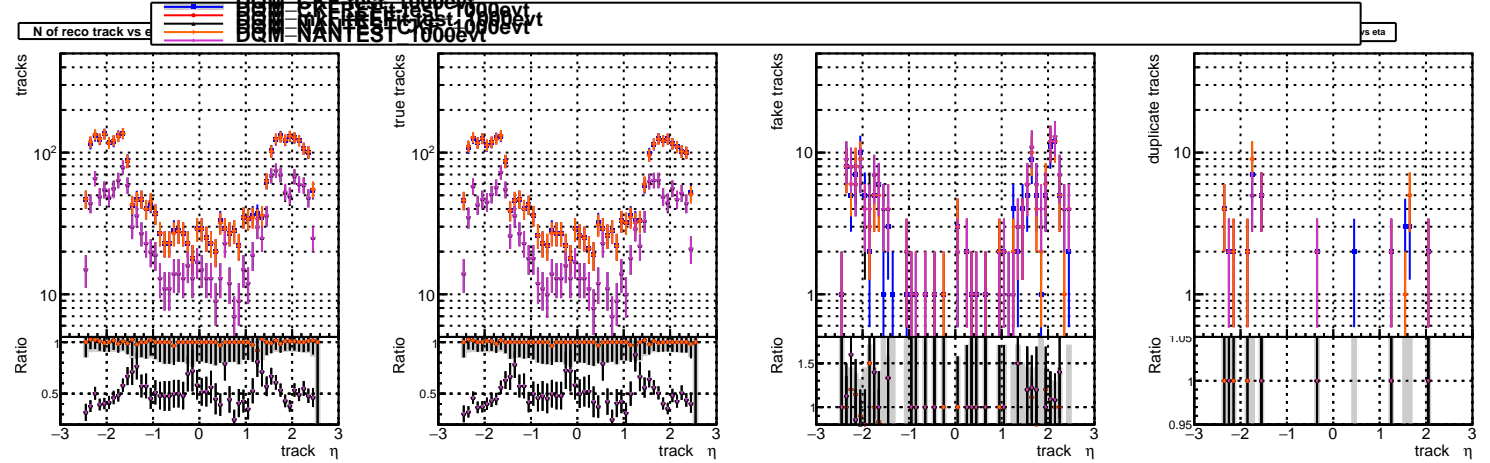 DQM_NANTEST_1000evt
N of reco track vs e
vs eta
tracks
true tracks
fake tracks
duplicate tracks
10²
10
10²
10
10
1
10
1
Ratio
1
0.5
Ratio
1
0.5
Ratio
1.5
1
Ratio
1.05
1
0.95
−3 −2 −1 0 1 2 3
−3 −2 −1 0 1 2 3
−3 −2 −1 0 1 2 3
−3 −2 −1 0 1 2 3
track η
track η
track η
track η